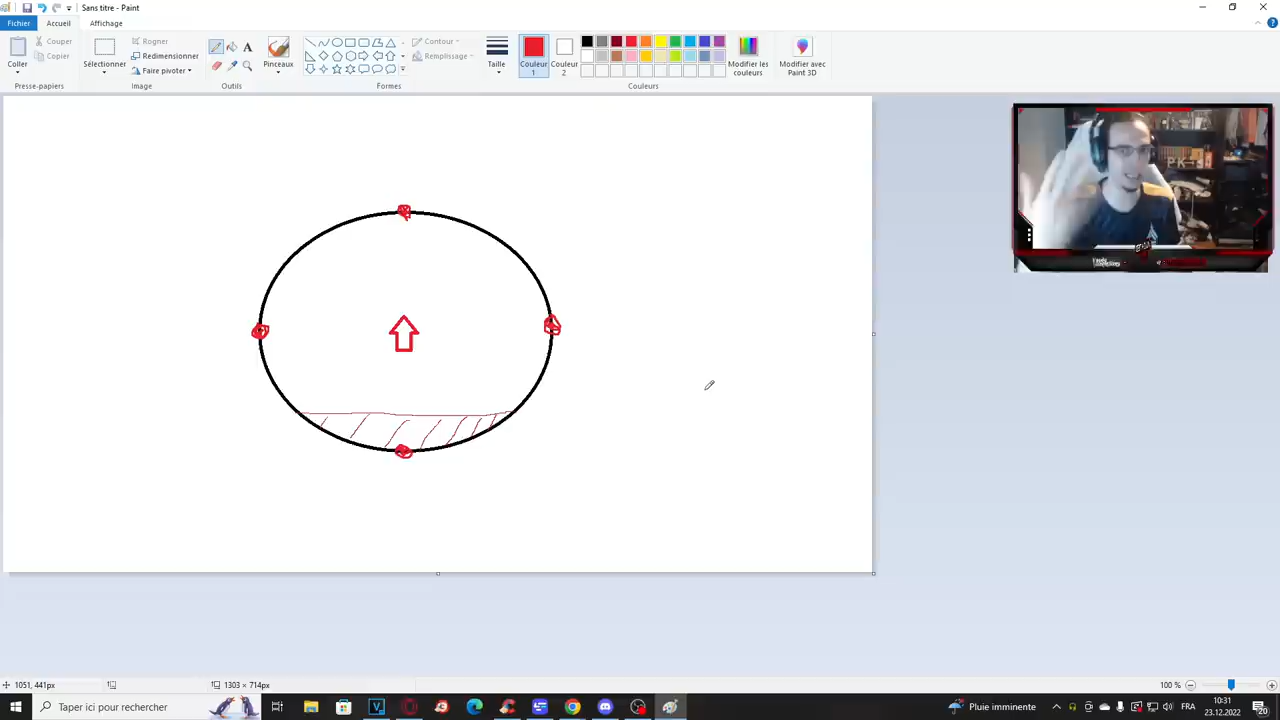 Sans titre - Paint
Fichier Accueil Affichage
Coller
Couper
Copier
Presse-papiers
Sélectionner
Rogner
Redimensionner
Faire pivoter
Image
A
Outils
Pinceaux
Contour
Remplissage
Formes
Taille
Couleur 1
Couleur 2
Modifier les couleurs
Couleurs
Modifier avec Paint 3D
1051, 441px
1303 × 714px
100 %
Taper ici pour rechercher
Pluie imminente
10:31
23.12.2022